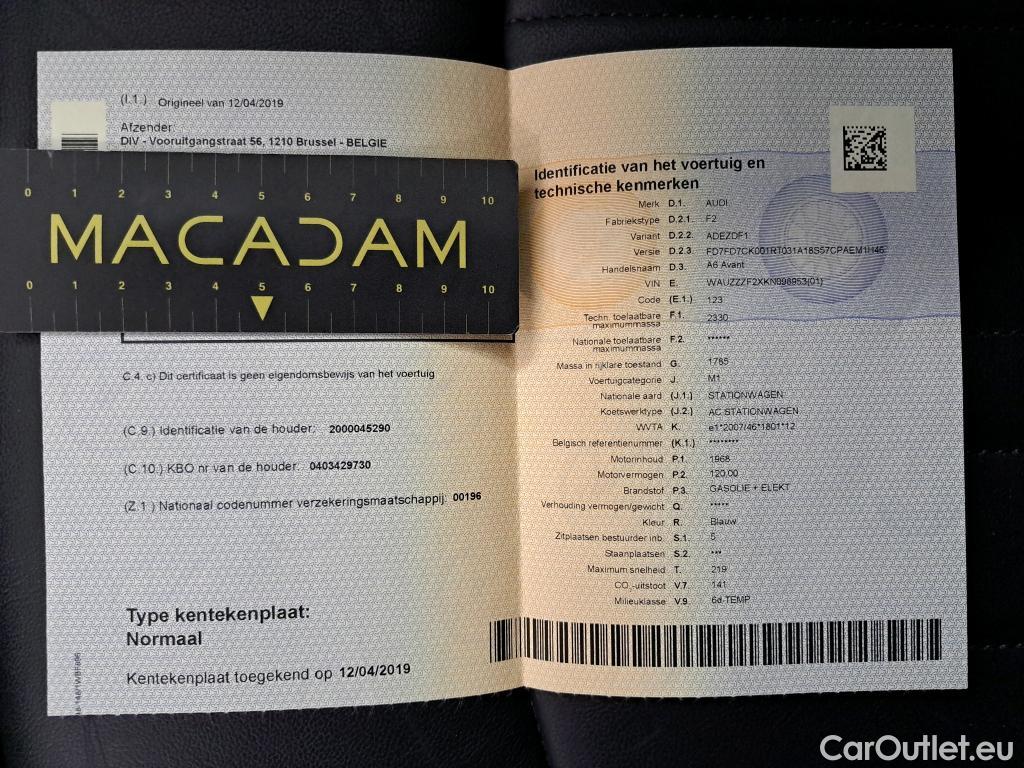 (I.1.) Origineel van 12/04/2019
Afzender:
DIV - Vooruitgangstraat 56, 1210 Brussel - BELGIE
0 1 2 3 4 5 6 7 8 9 10
MACADAM
0 1 2 3 4 5 6 7 8 9 10
C.4. c) Dit certificaat is geen eigendomsbewijs van het voertuig
(C.9.) Identificatie van de houder: 2000045290
(C.10.) KBO nr van de houder: 0403429730
(Z.1.) Nationaal codenummer verzekeringsmaatschappij: 00196
Type kentekenplaat:
Normaal
Kentekenplaat toegekend op 12/04/2019
Identificatie van het voertuig en
technische kenmerken
Merk D.1. AUDI
Fabriekstype D.2.1. F2
Variant D.2.2. ADEZDF1
Versie D.2.3. FD7FD7CK001RT031A18S57CPAEM1H46
Handelsnaam D.3. A6 Avant
VIN E. WAUZZZF2XKN098953(01)
Code (E.1.) 123
Techn. toelaatbare
maximummassa F.1. 2330
Nationale toelaatbare
maximummassa F.2. ******
Massa in rijklare toestand G. 1785
Voertuigcategorie J. M1
Nationale aard (J.1.) STATIONWAGEN
Koetswerktype (J.2.) AC STATIONWAGEN
WVTA K. e1*2007/46*1801*12
Belgisch referentienummer (K.1.) ********
Motorinhoud P.1. 1968
Motorvermogen P.2. 120.00
Brandstof P.3. GASOLIE + ELEKT
Verhouding vermogen/gewicht Q. *****
Kleur R. Blauw
Zitplaatsen bestuurder inb. S.1. 5
Staanplaatsen S.2. ***
Maximum snelheid T. 219
CO₂-uitstoot V.7. 141
Milieuklasse V.9. 6d-TEMP
CarOutlet.eu